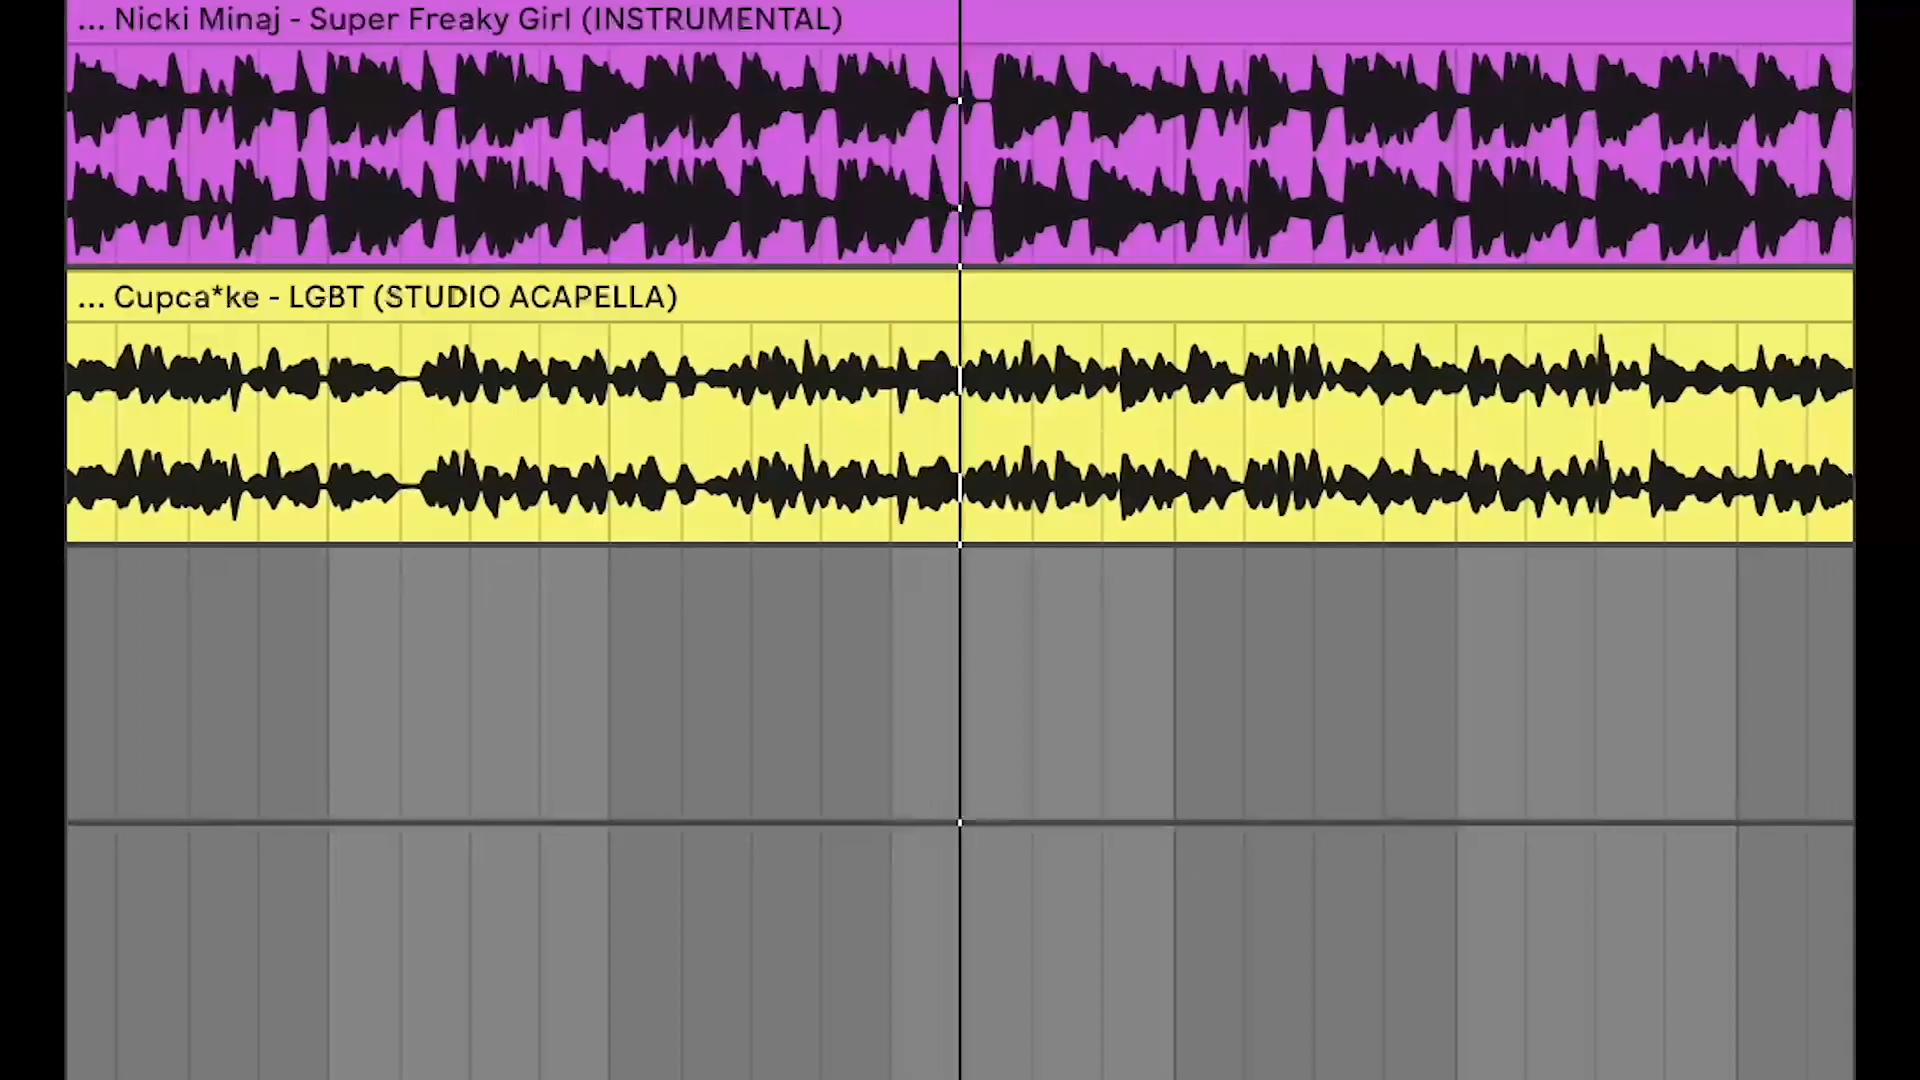 ... Nicki Minaj - Super Freaky Girl (INSTRUMENTAL)
... Cupca*ke - LGBT (STUDIO ACAPELLA)